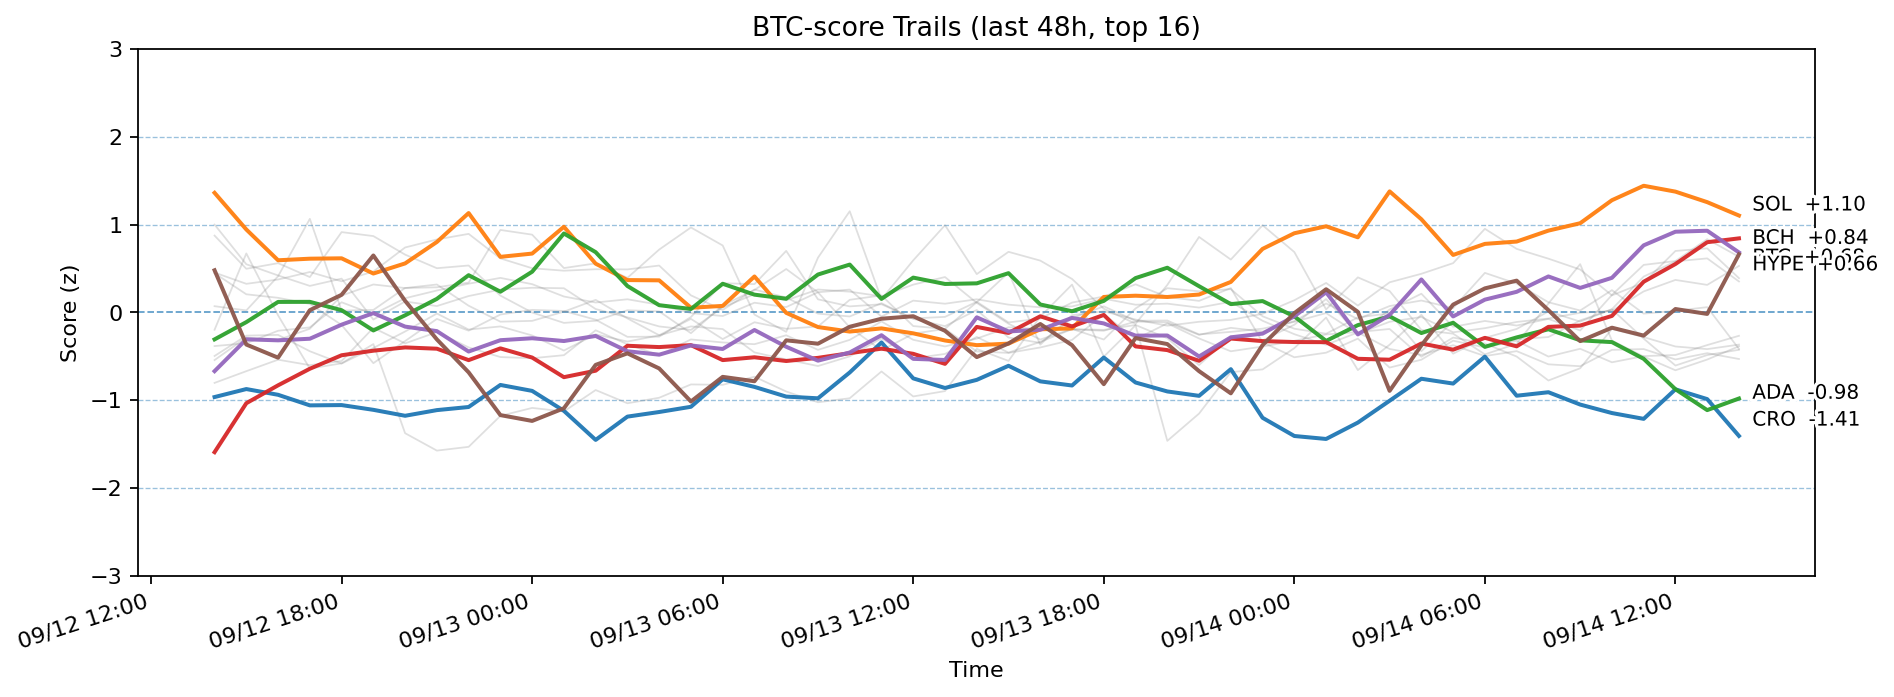 BTC-score Trails (last 48h, top 16)
Score (z)
3
2
1
0
−1
−2
−3
SOL +1.10
BCH +0.84
HYPE +0.66
ADA -0.98
CRO -1.41
09/12 12:00
09/12 18:00
09/13 00:00
09/13 06:00
09/13 12:00
09/13 18:00
09/14 00:00
09/14 06:00
09/14 12:00
Time